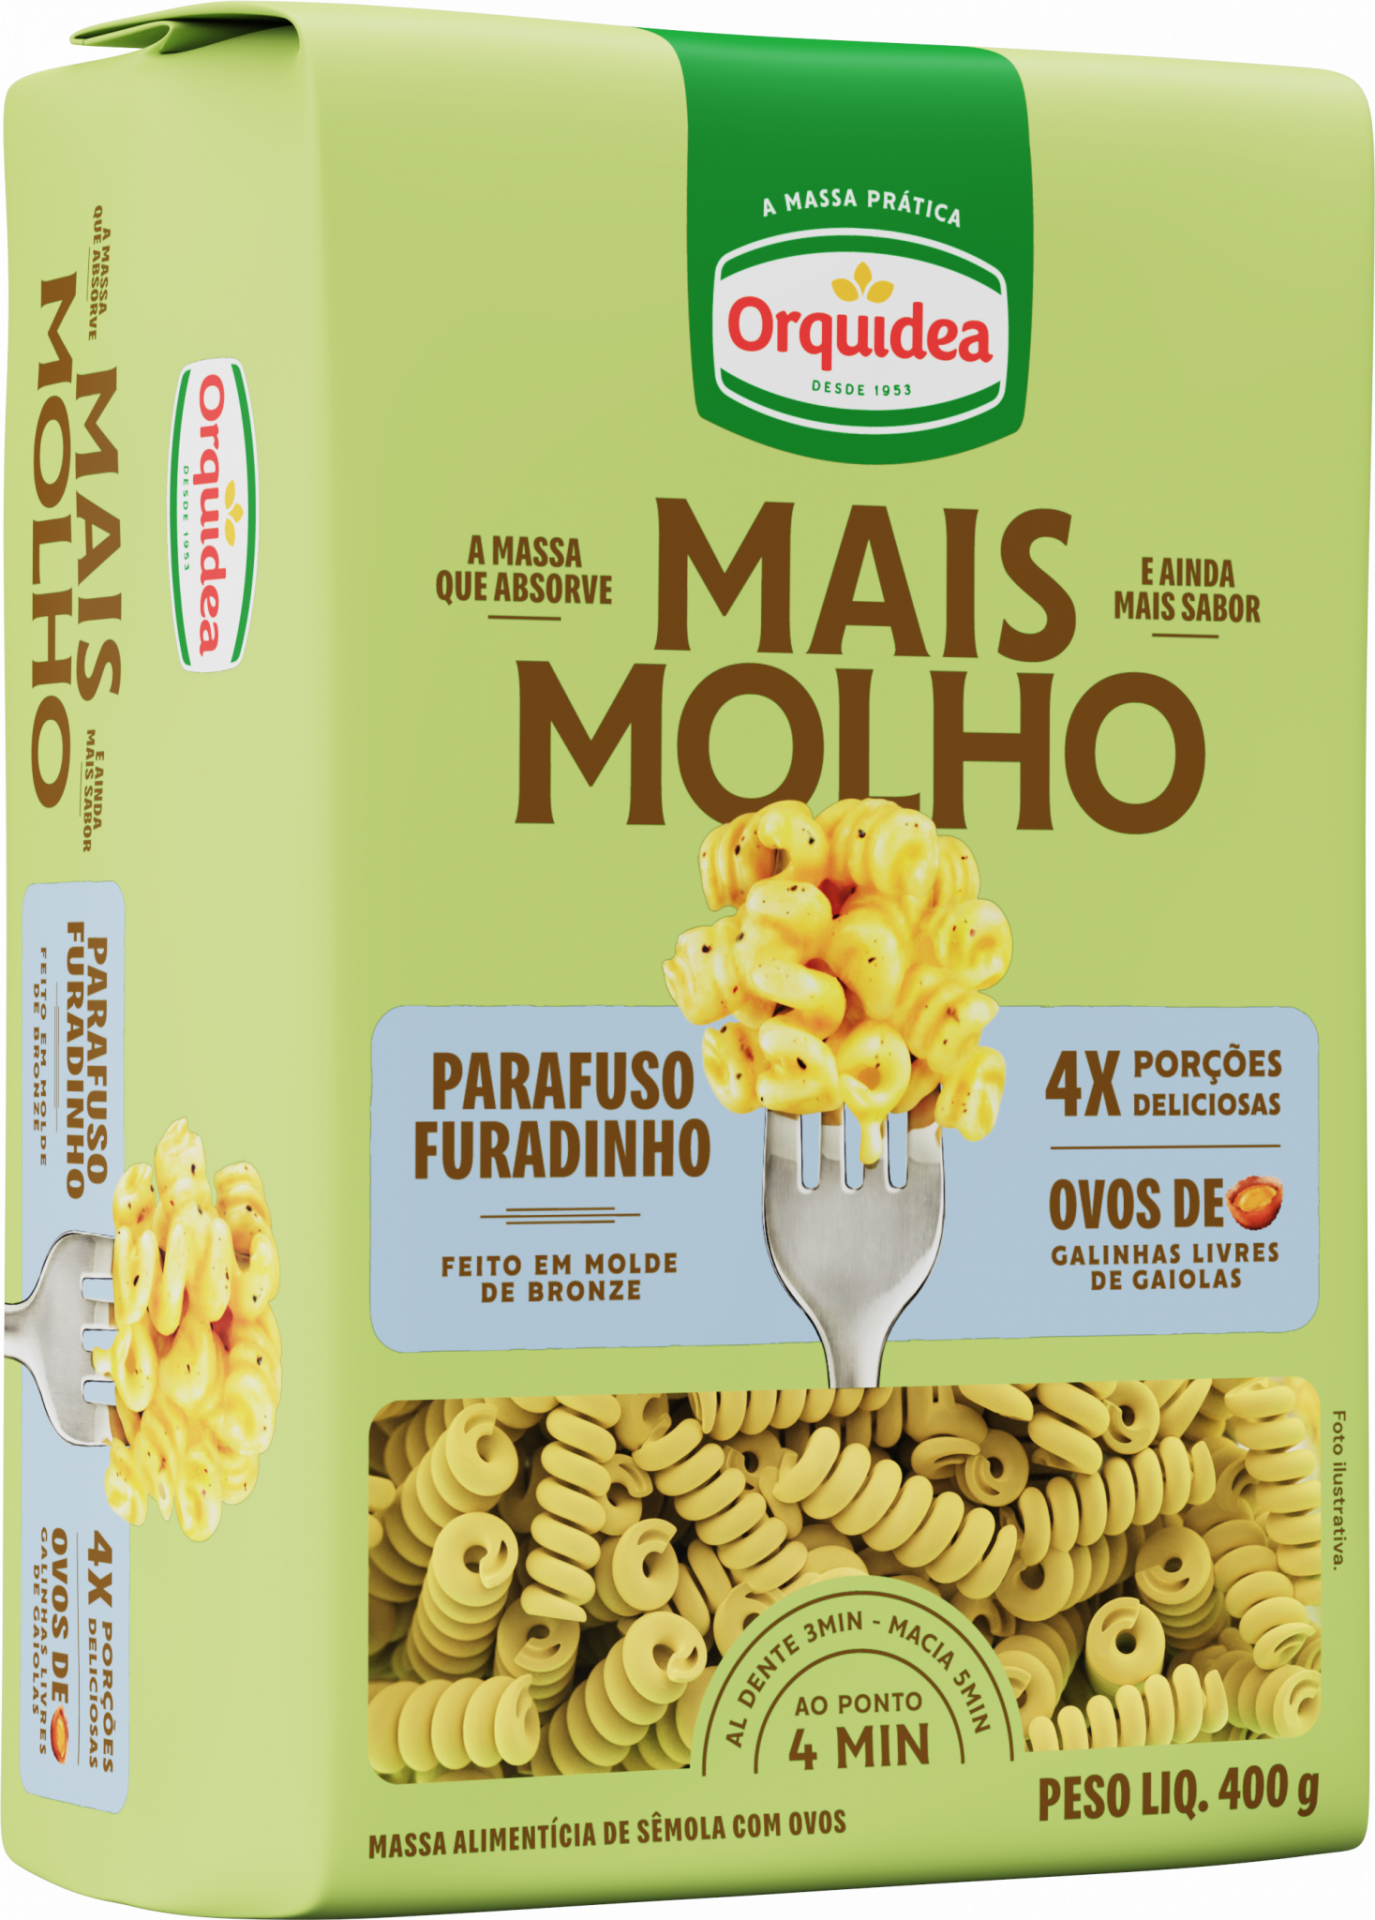 A MASSA PRÁTICA
Orquidea
DESDE 1953
A MASSA
QUE ABSORVE
MAIS
MOLHO
E AINDA
MAIS SABOR
PARAFUSO
FURADINHO
FEITO EM MOLDE
DE BRONZE
4X PORÇÕES
DELICIOSAS
OVOS DE
GALINHAS LIVRES
DE GAIOLAS
Foto ilustrativa.
AL DENTE 3MIN - MACIA 5MIN
AO PONTO
4 MIN
PESO LIQ. 400 g
MASSA ALIMENTÍCIA DE SÊMOLA COM OVOS
A MASSA
QUE ABSORVE
MAIS
MOLHO
E AINDA
MAIS SABOR
Orquidea
DESDE 1953
PARAFUSO
FURADINHO
FEITO EM MOLDE
DE BRONZE
4X PORÇÕES
DELICIOSAS
OVOS DE
GALINHAS LIVRES
DE GAIOLAS